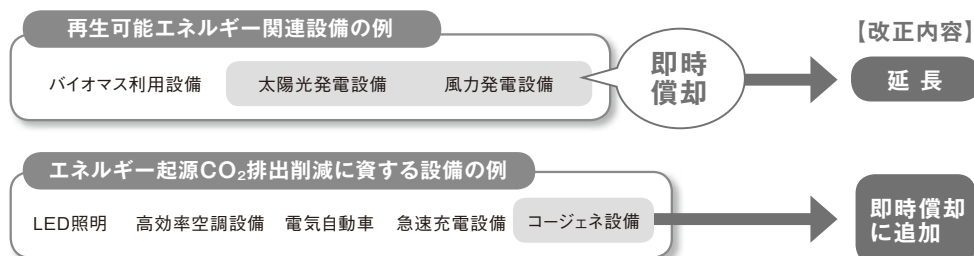 再生可能エネルギー関連設備の例
【改正内容】
バイオマス利用設備 太陽光発電設備 風力発電設備
即時
償却
延長
エネルギー起源CO₂排出削減に資する設備の例
LED照明 高効率空調設備 電気自動車 急速充電設備 コージェネ設備
即時償却
に追加